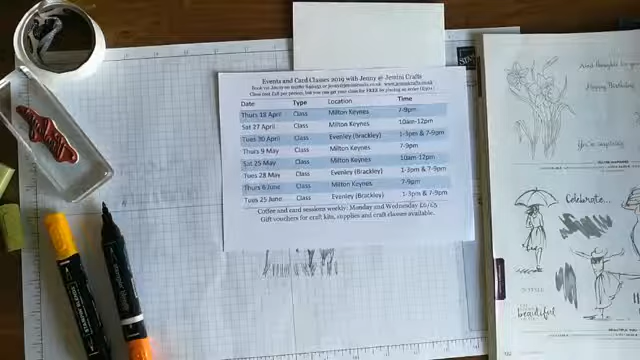 Events and Card Classes 2019 with Jenny @ Jemini Crafts
Date Type Location Time
Thurs 18 April Class Milton Keynes 7-9pm
Sat 27 April Class Milton Keynes 10am-12pm
Tues 30 April Class Evenley (Brackley) 1-3pm & 7-9pm
Thurs 9 May Class Milton Keynes 7-9pm
Sat 25 May Class Milton Keynes 10am-12pm
Tues 28 May Class Evenley (Brackley) 1-3pm & 7-9pm
Thurs 6 June Class Milton Keynes 7-9pm
Tues 25 June Class Evenley (Brackley) 1-3pm & 7-9pm
Coffee and card sessions weekly: Monday and Wednesday £6/£5
Gift vouchers for craft kits, supplies and craft classes available.
Happy Birthday
Celebrate...
beautiful